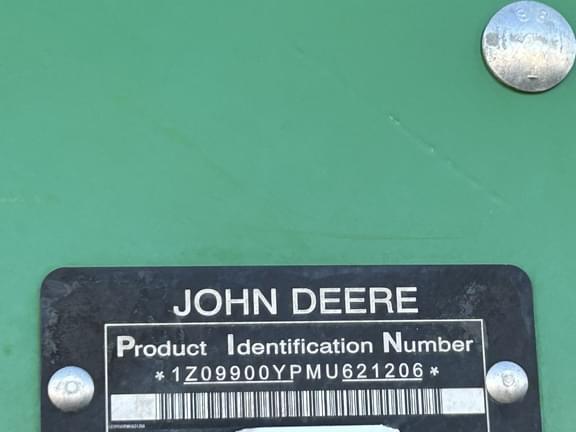 JOHN DEERE
Product Identification Number
*1Z09900YPMU621206*